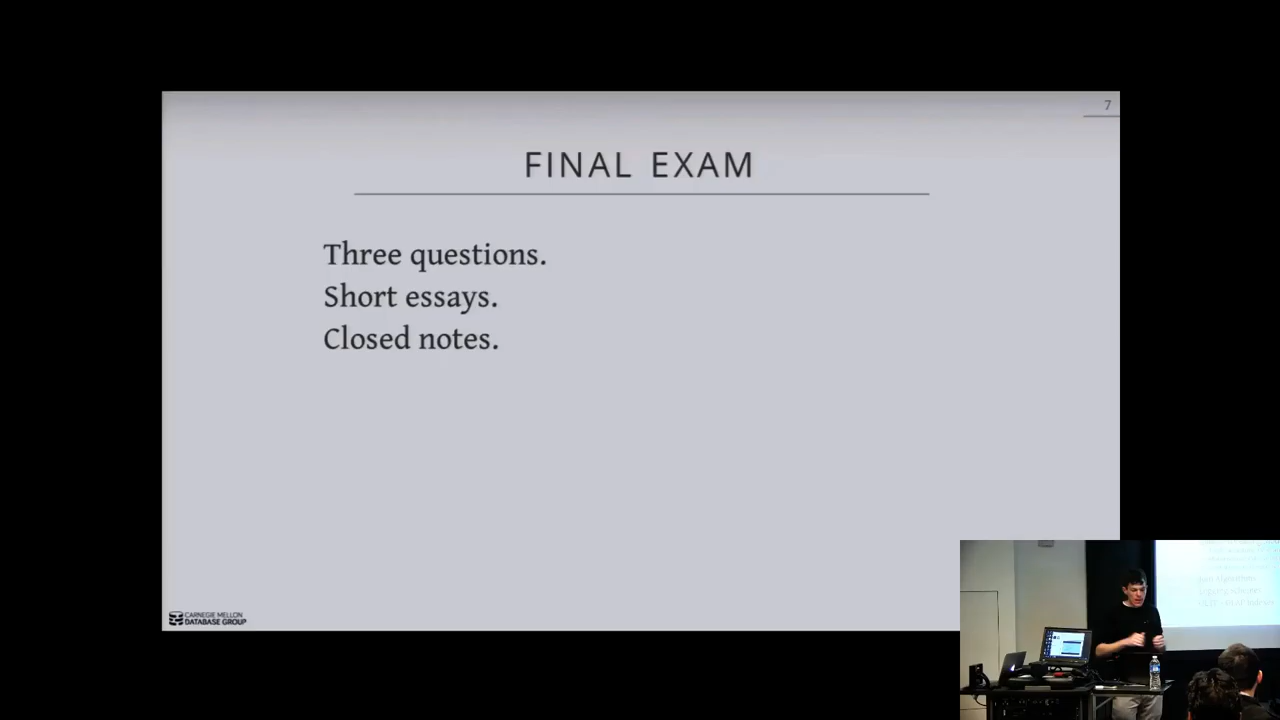 7
FINAL EXAM
Three questions.
Short essays.
Closed notes.
CARNEGIE MELLON
DATABASE GROUP